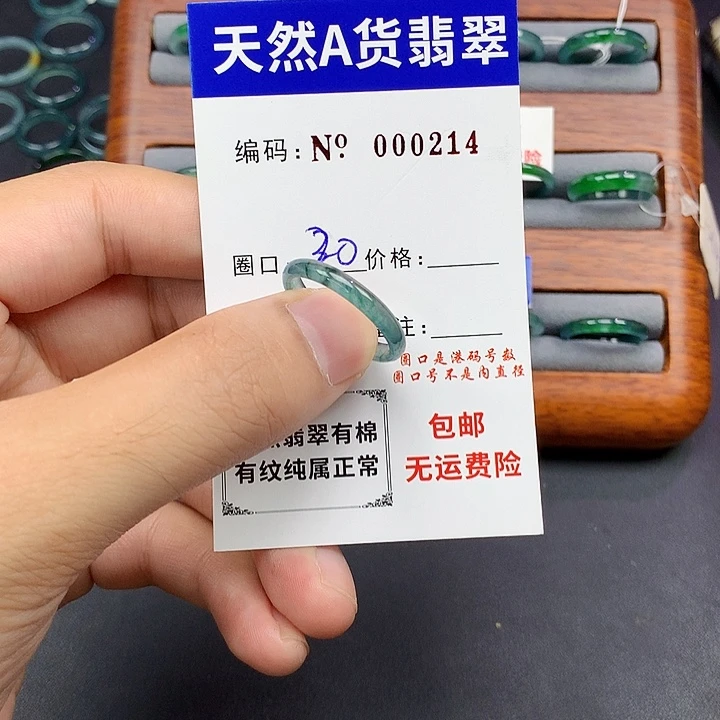 天然A货翡翠
编码: Nº 000214
圈口 30 价格:
注:
圈口是港码号数
圈口号不是内直径
翡翠有棉
有纹纯属正常
包邮
无运费险
险